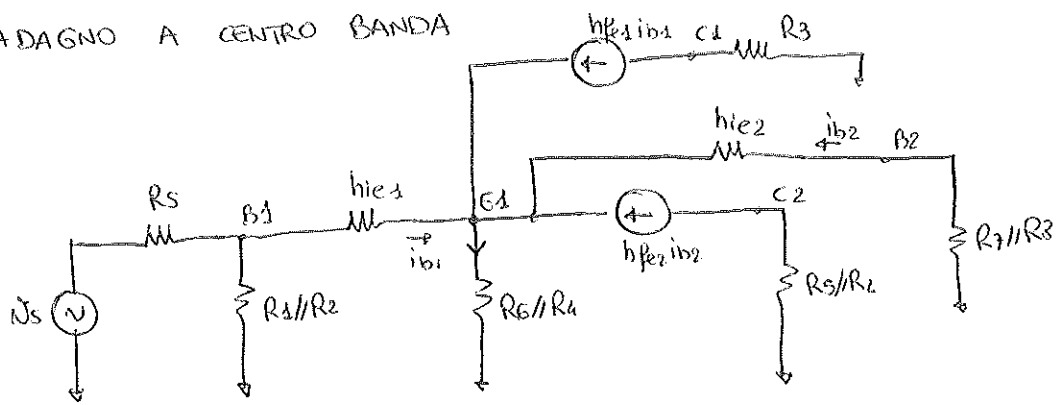 ADAGNO A CENTRO BANDA
hfe1ib1 C1 R3
hie2 ib2 B2
RS B1 hie1 E1 C2
ib1 hfe2ib2
R7//R8
Vs R1//R2 R6//R4 R5//RL